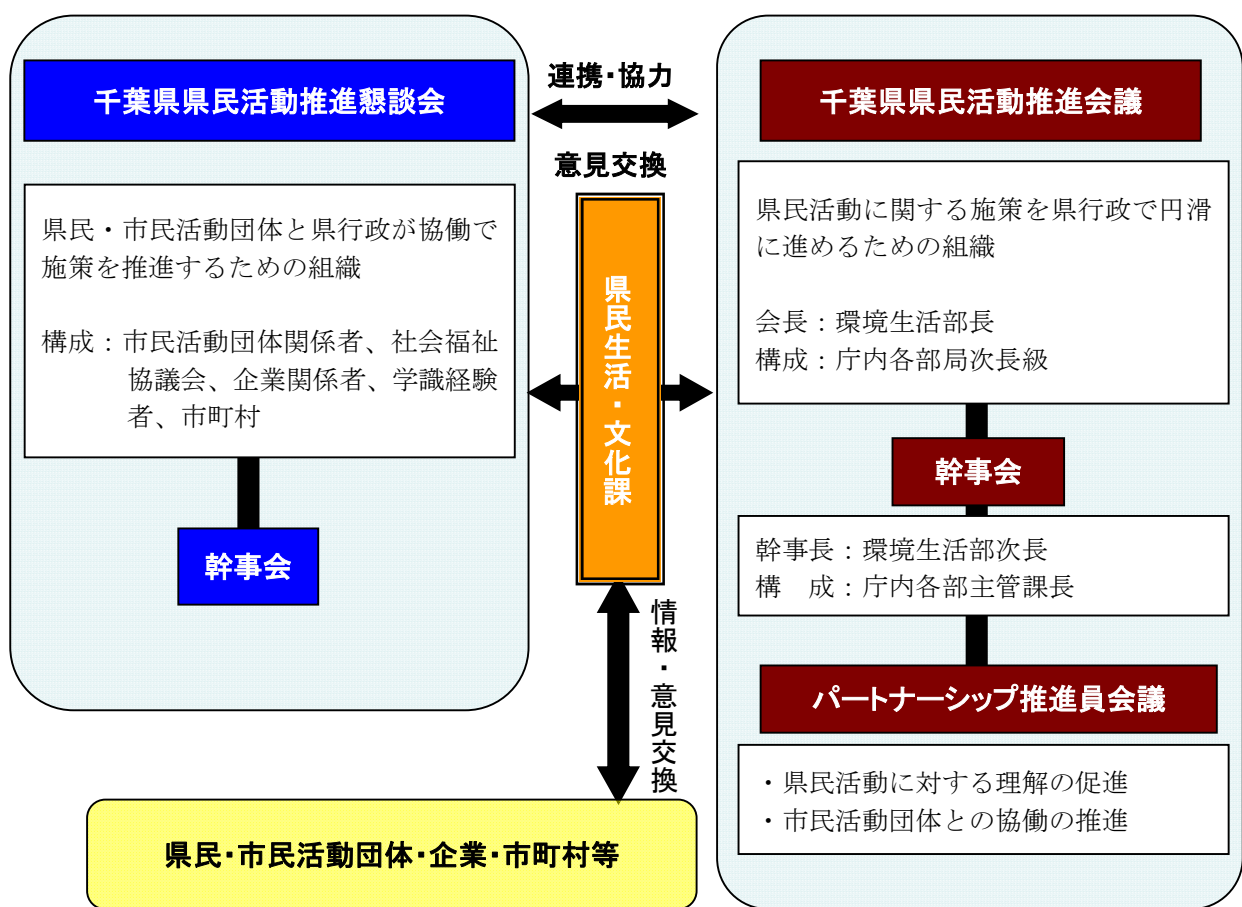 千葉県県民活動推進懇談会
県民・市民活動団体と県行政が協働で
施策を推進するための組織
構成：市民活動団体関係者、社会福祉
協議会、企業関係者、学識経験
者、市町村
幹事会
連携・協力
意見交換
県民生活・文化課
情報・意見交換
県民・市民活動団体・企業・市町村等
千葉県県民活動推進会議
県民活動に関する施策を県行政で円滑
に進めるための組織
会長：環境生活部長
構成：庁内各部局次長級
幹事会
幹事長：環境生活部次長
構　成：庁内各部主管課長
パートナーシップ推進員会議
・県民活動に対する理解の促進
・市民活動団体との協働の推進